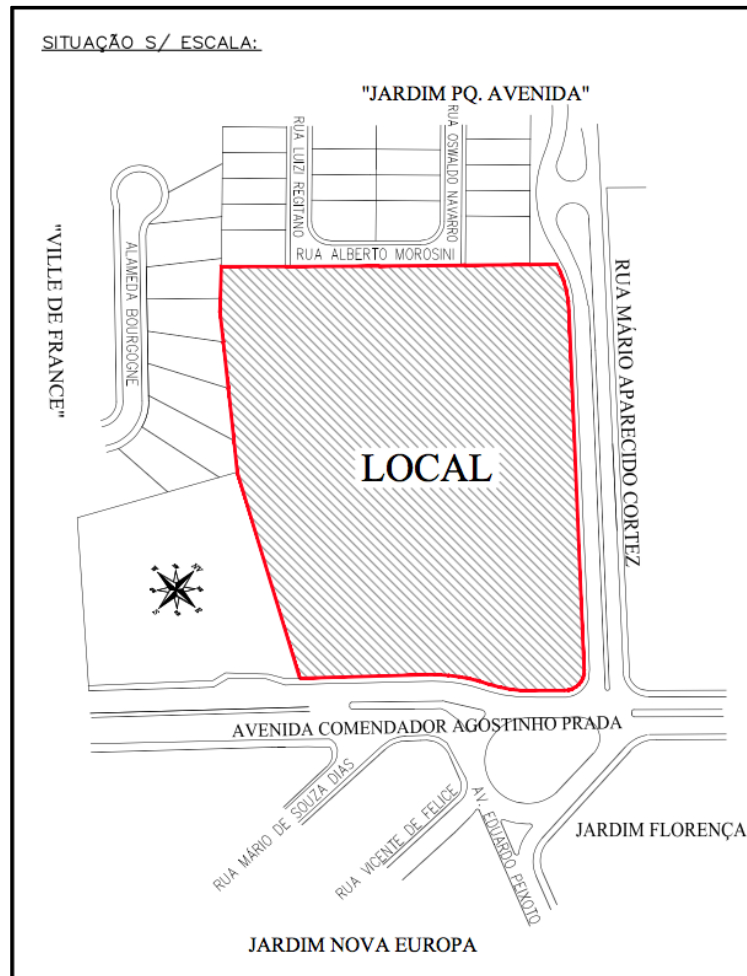 SITUAÇÃO S/ ESCALA:
"JARDIM PQ. AVENIDA"
RUA LUIZI REGITANO
RUA OSWALDO NAVARRO
RUA ALBERTO MOROSINI
ALAMEDA BOURGOGNE
"VILLE DE FRANCE"
RUA MÁRIO APARECIDO CORTEZ
LOCAL
AVENIDA COMENDADOR AGOSTINHO PRADA
RUA MÁRIO DE SOUZA DIAS
RUA VICENTE DE FELICE
AV. EDUARDO PEIXOTO
JARDIM FLORENÇA
JARDIM NOVA EUROPA